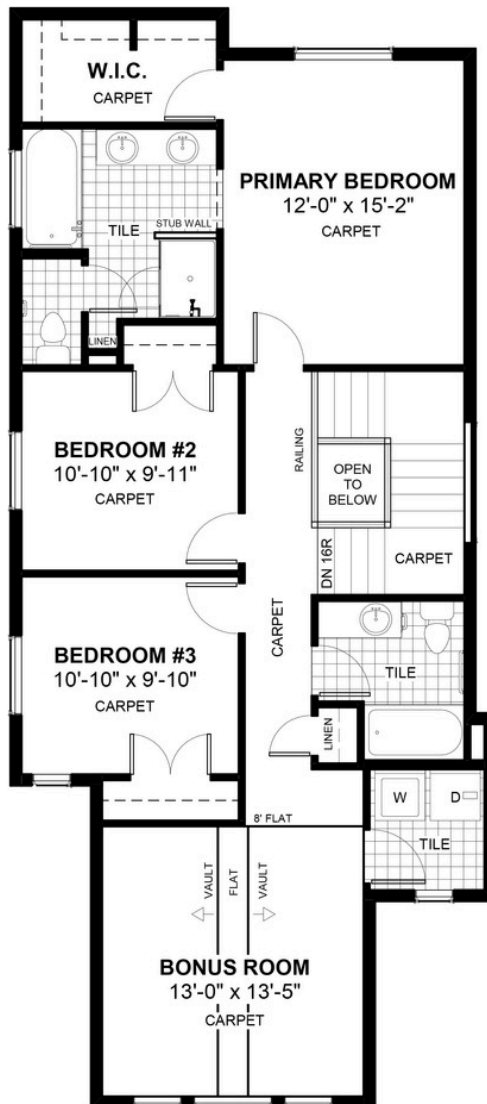 W.I.C.
CARPET
PRIMARY BEDROOM
12'-0" x 15'-2"
CARPET
TILE
STUB WALL
LINEN
BEDROOM #2
10'-10" x 9'-11"
CARPET
RAILING
OPEN
TO
BELOW
DN 16R
CARPET
CARPET
BEDROOM #3
10'-10" x 9'-10"
CARPET
TILE
LINEN
W
D
TILE
8' FLAT
VAULT
FLAT
VAULT
BONUS ROOM
13'-0" x 13'-5"
CARPET